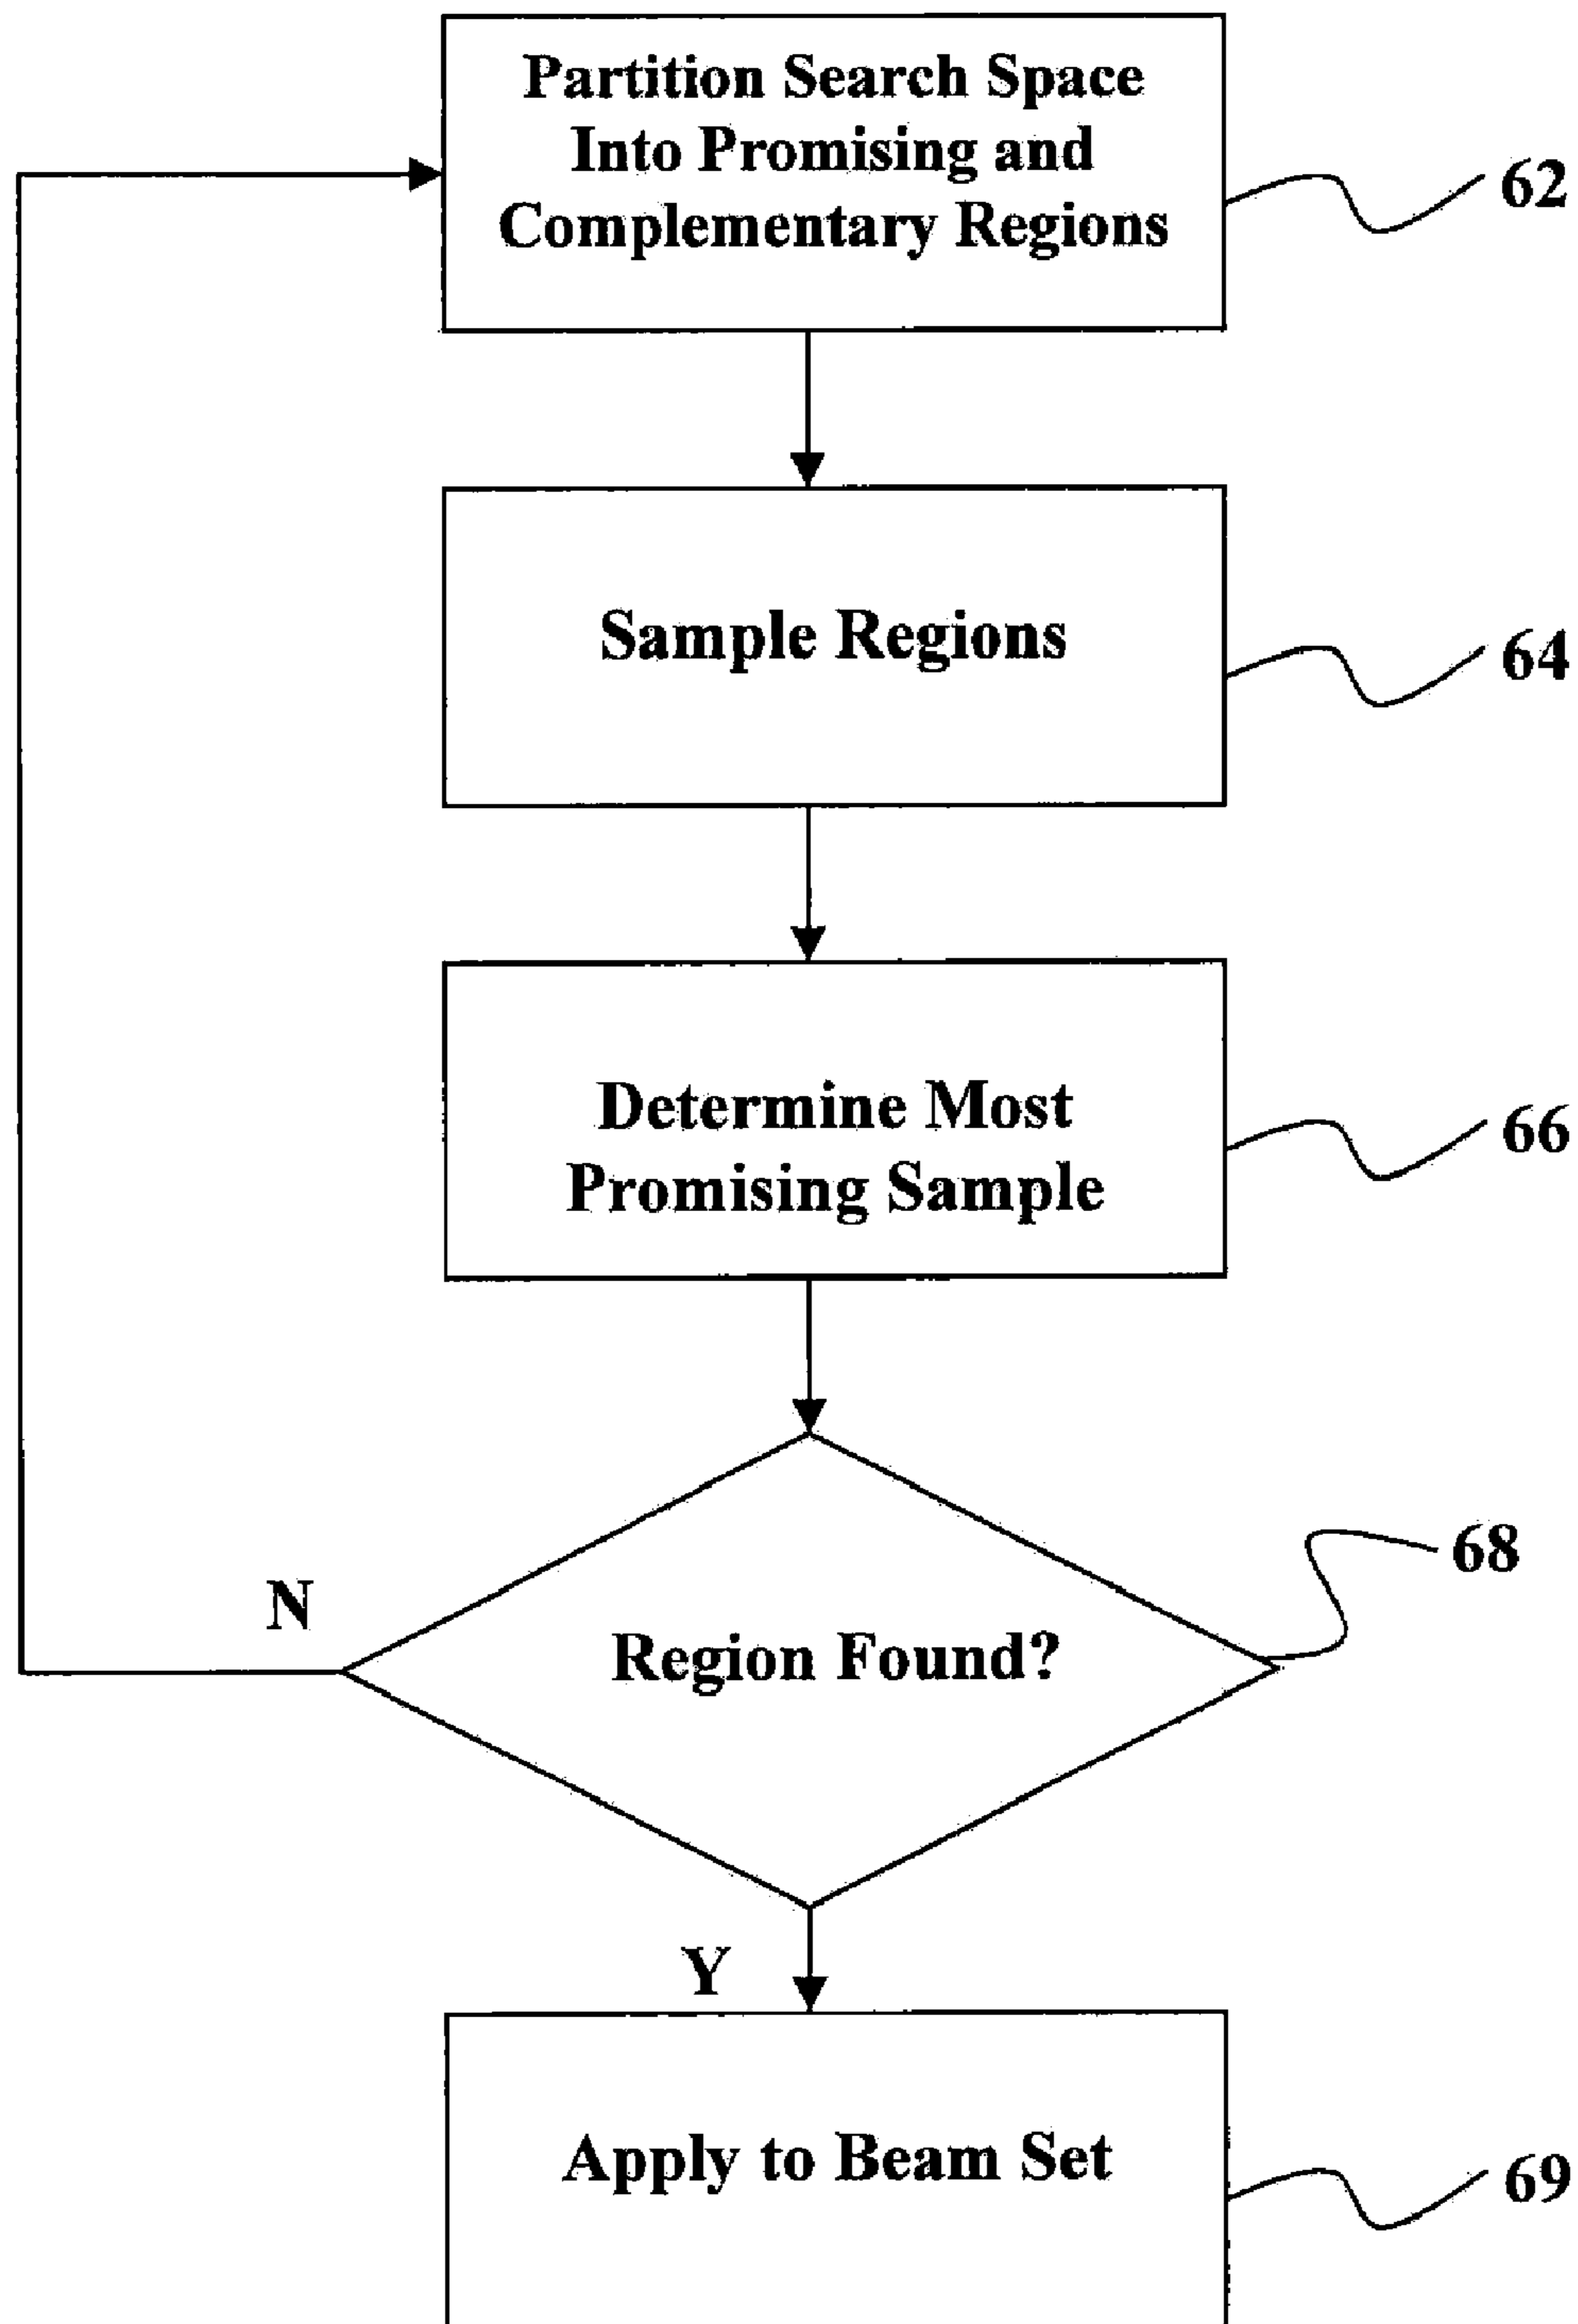 Partition Search Space
Into Promising and
Complementary Regions
62
Sample Regions
64
Determine Most
Promising Sample
66
68
N
Region Found?
Y
Apply to Beam Set
69